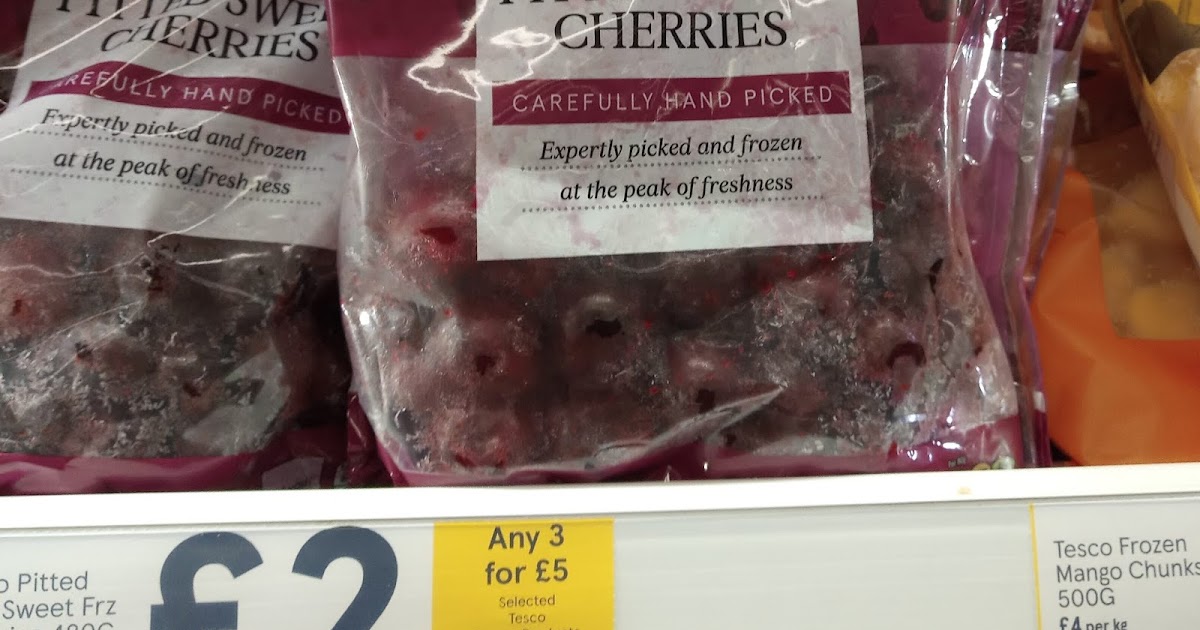 PITTED SWE
CHERRIES
CAREFULLY HAND PICKED
Expertly picked and frozen
at the peak of freshness
CHERRIES
CAREFULLY HAND PICKED
Expertly picked and frozen
at the peak of freshness
Pitted
Sweet Frz
£2
Any 3
for £5
Selected
Tesco
Tesco Frozen
Mango Chunks
500G
£4 per kg